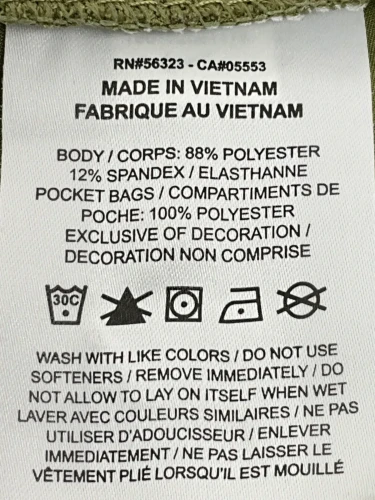 RN#56323 - CA#05553
MADE IN VIETNAM
FABRIQUE AU VIETNAM
BODY / CORPS: 88% POLYESTER
12% SPANDEX / ELASTHANNE
POCKET BAGS / COMPARTIMENTS DE
POCHE: 100% POLYESTER
EXCLUSIVE OF DECORATION /
DECORATION NON COMPRISE
30C
WASH WITH LIKE COLORS / DO NOT USE
SOFTENERS / REMOVE IMMEDIATELY / DO
NOT ALLOW TO LAY ON ITSELF WHEN WET
LAVER AVEC COULEURS SIMILAIRES / NE PAS
UTILISER D'ADOUCISSEUR / ENLEVER
IMMEDIATEMENT / NE PAS LAISSER LE
VÊTEMENT PLIÉ LORSQU'IL EST MOUILLÉ